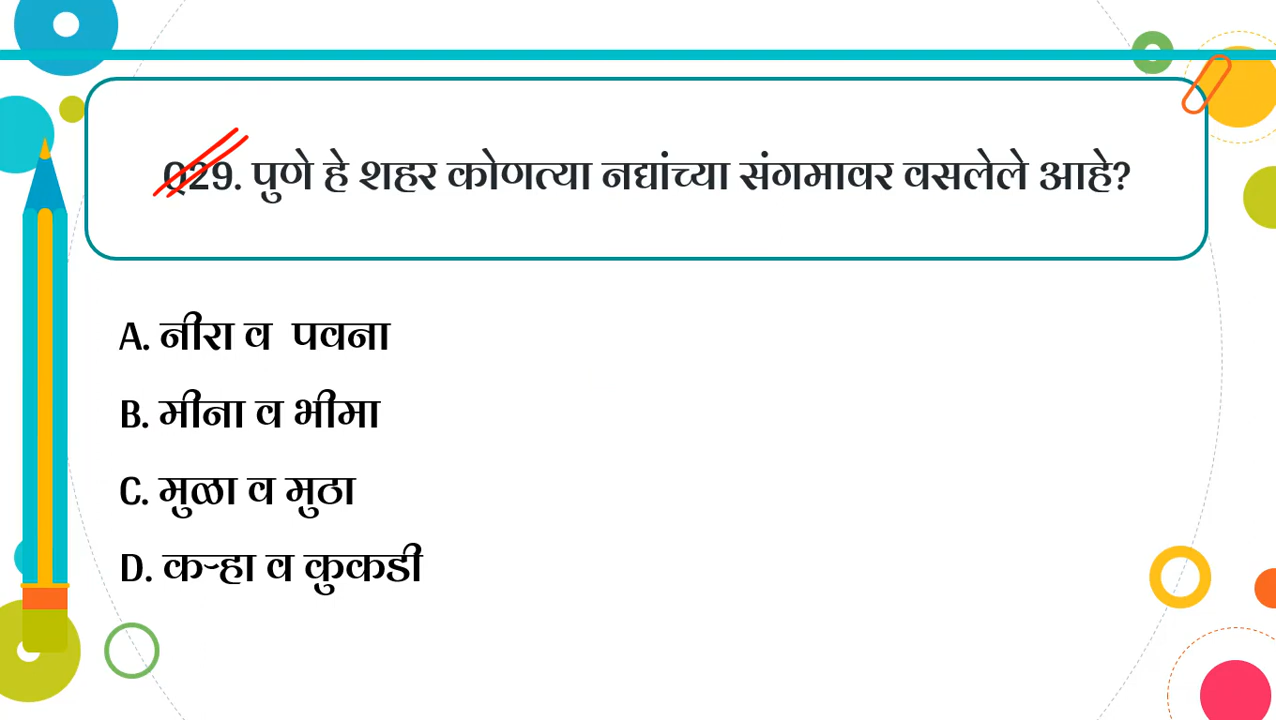 Q29. पुणे हे शहर कोणत्या नद्यांच्या संगमावर वसलेले आहे?
A. नीरा व पवना
B. मीना व भीमा
C. मुळा व मुठा
D. कऱ्हा व कुकडी